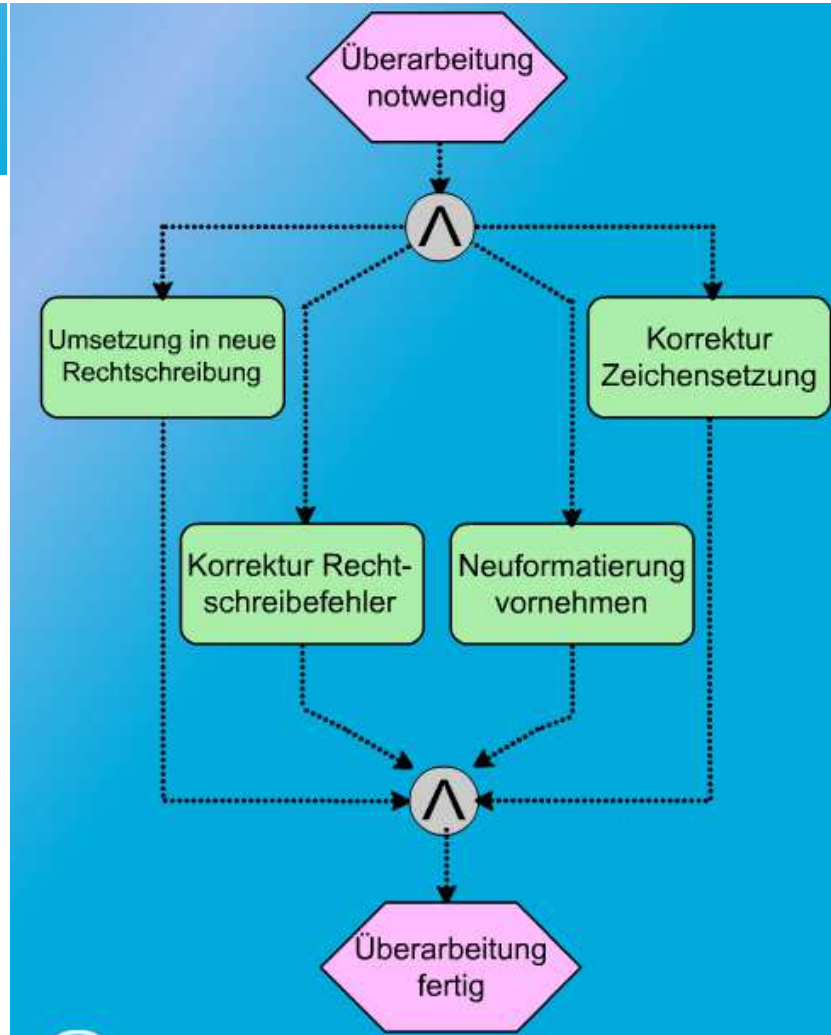 Überarbeitung
notwendig
Λ
Umsetzung in neue
Rechtschreibung
Korrektur
Zeichensetzung
Korrektur Recht-
schreibefehler
Neuformatierung
vornehmen
Λ
Überarbeitung
fertig